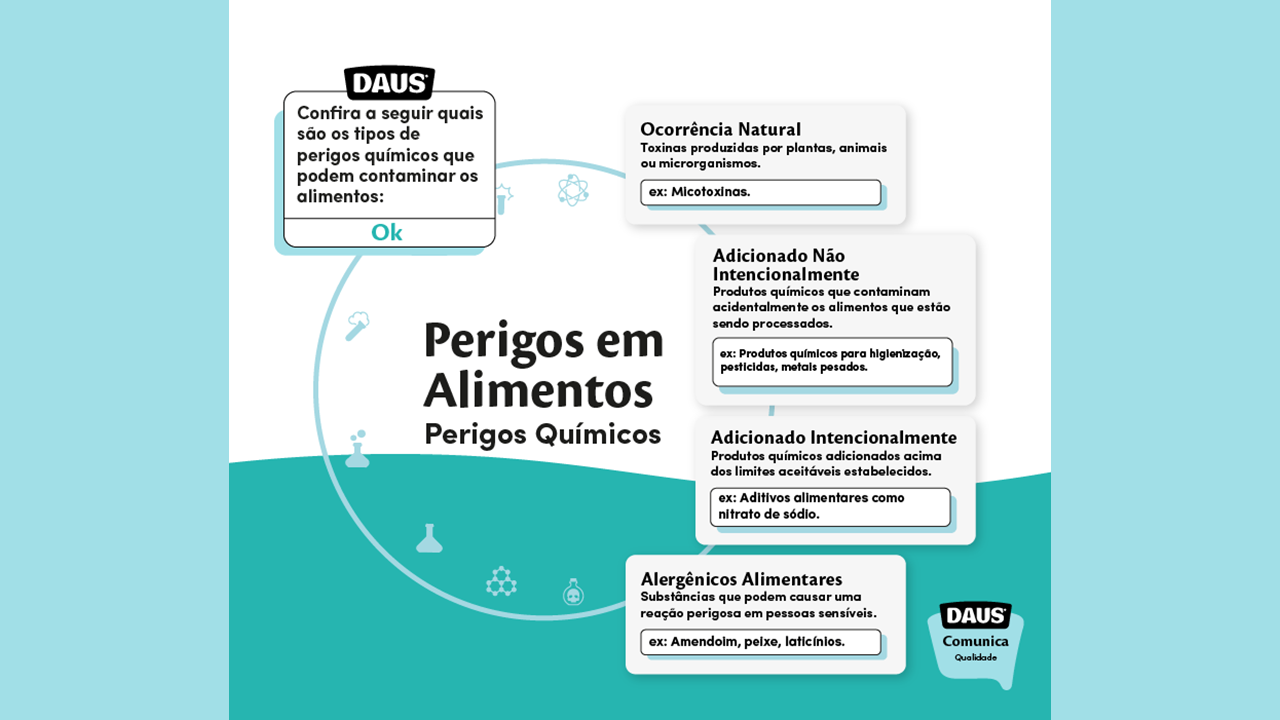 DAUS
Confira a seguir quais
são os tipos de
perigos químicos que
podem contaminar os
alimentos:
Ok
Perigos em
Alimentos
Perigos Químicos
Ocorrência Natural
Toxinas produzidas por plantas, animais
ou microrganismos.
ex: Micotoxinas.
Adicionado Não
Intencionalmente
Produtos químicos que contaminam
acidentalmente os alimentos que estão
sendo processados.
ex: Produtos químicos para higienização,
pesticidas, metais pesados.
Adicionado Intencionalmente
Produtos químicos adicionados acima
dos limites aceitáveis estabelecidos.
ex: Aditivos alimentares como
nitrato de sódio.
Alergênicos Alimentares
Substâncias que podem causar uma
reação perigosa em pessoas sensíveis.
ex: Amendoim, peixe, laticínios.
DAUS
Comunica
Qualidade